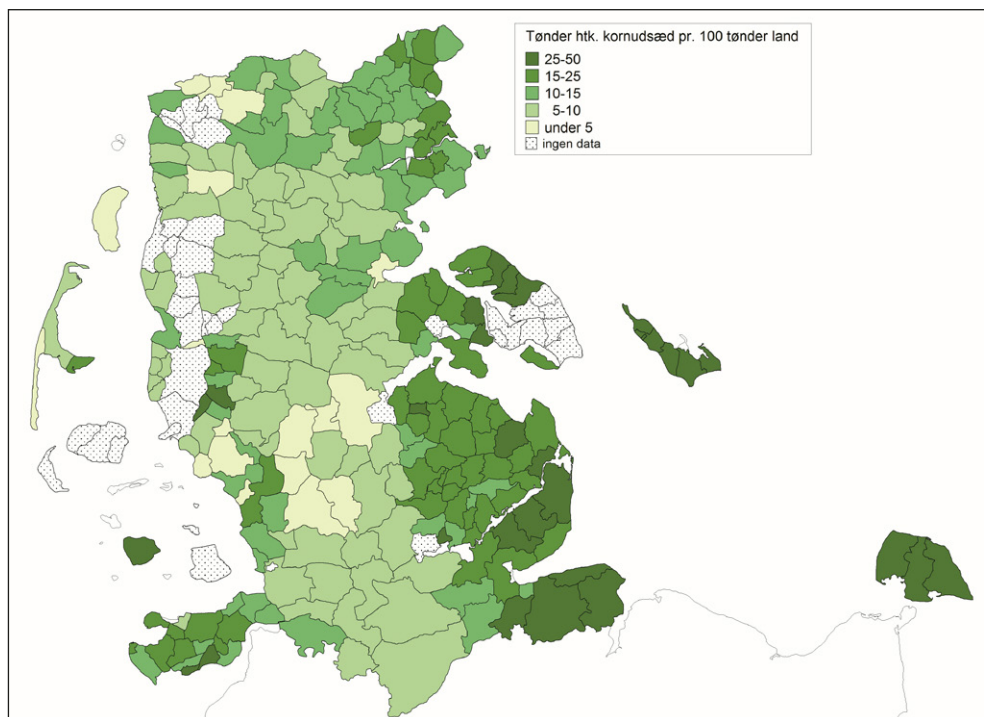 Tønder htk. kornudsæd pr. 100 tønder land
25-50
15-25
10-15
5-10
under 5
ingen data